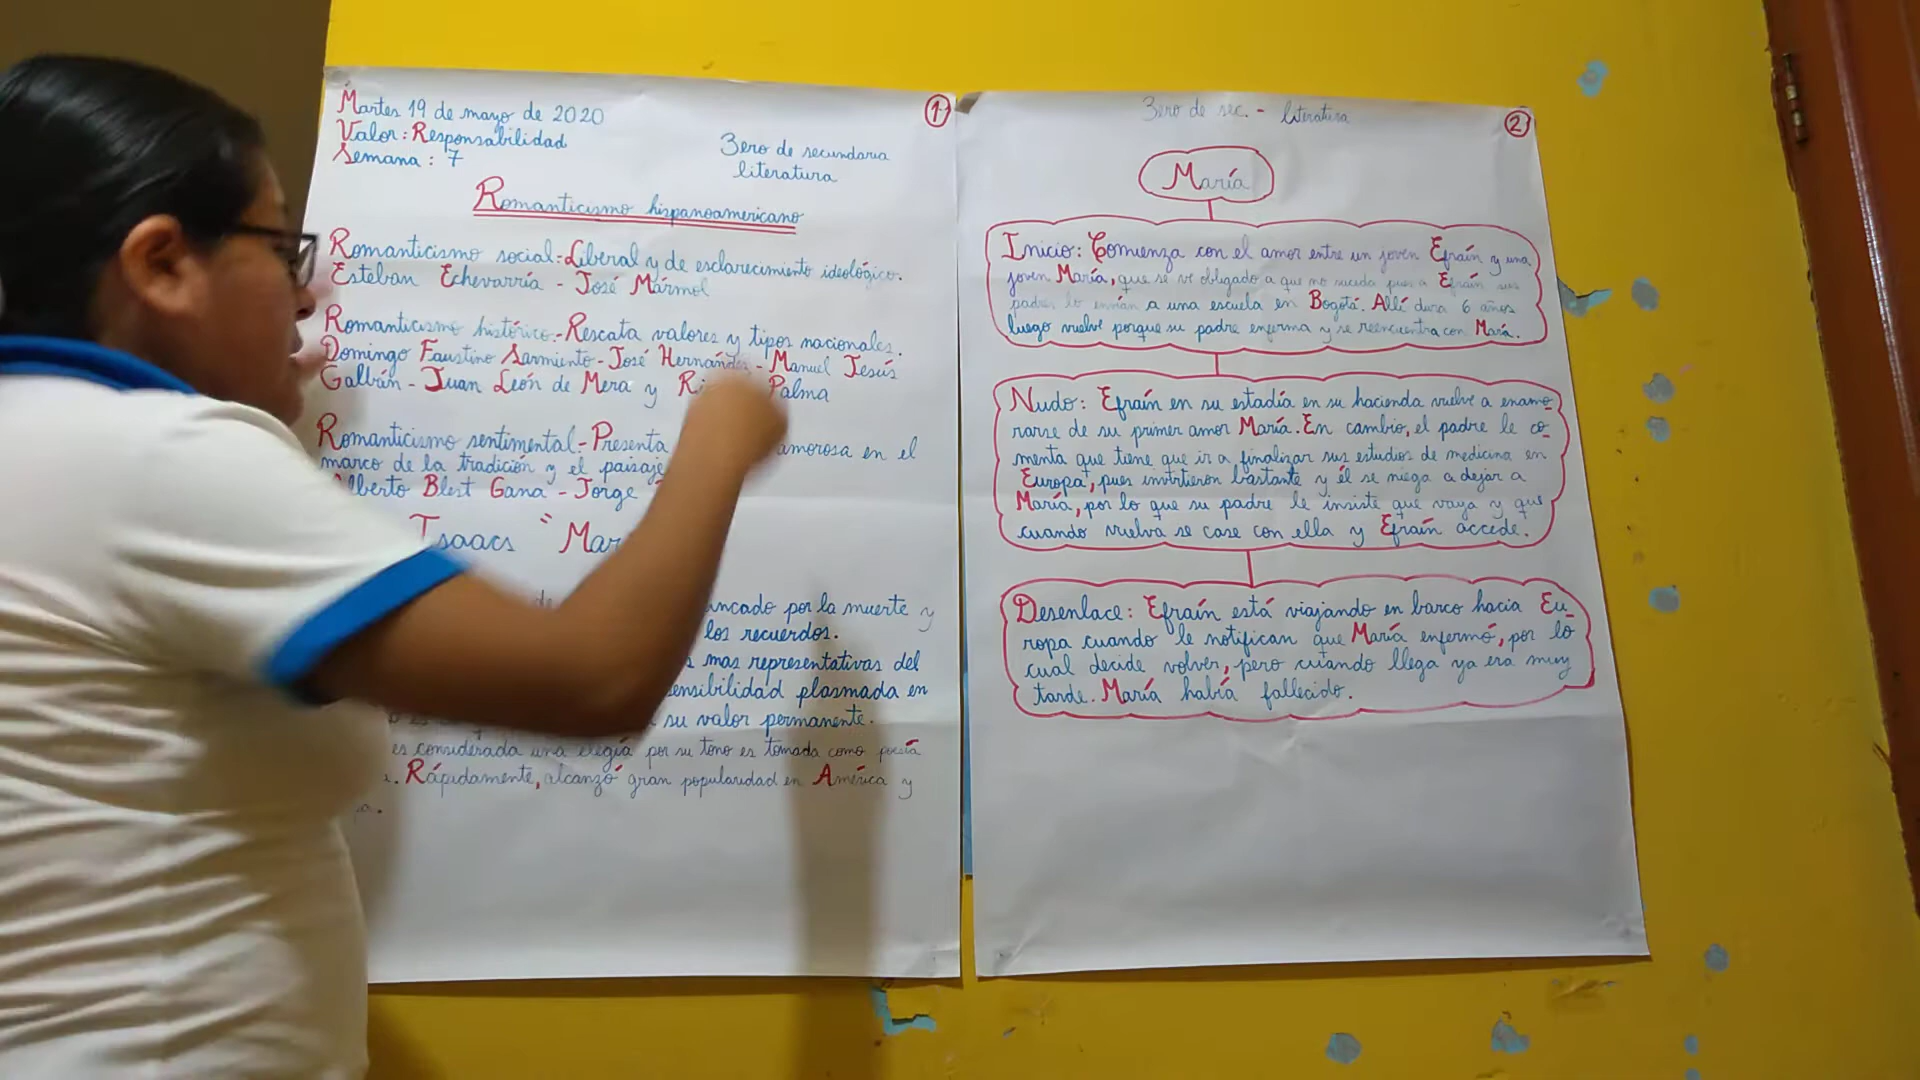 Martes 19 de mayo de 2020
Valor: Responsabilidad
Semana: 7
3ero de secundaria
literatura
1
Romanticismo hispanoamericano
Romanticismo social:Liberal y de esclarecimiento ideológico.
Esteban Echevarría - José Mármol
Romanticismo histórico-Rescata valores y tipos nacionales.
Domingo Faustino Sarmiento-José Hernández-Manuel Jesús
Galbán-Juan León de Mera y Palma
Romanticismo sentimental-Presenta amorosa en el
marco de la tradición y el paisaje
Alberto Blest Gana-Jorge
Isaacs "Mar
de ancado por la muerte y
los recuerdos.
mas representativas del
sensibilidad plasmada en
su valor permanente.
es considerada una elegía por su tono es tomada como poesía
Rápidamente, alcanzó gran popularidad en América y
3ero de sec. - literatura
2
María
Inicio: Comienza con el amor entre un joven Efraín y una
joven María, que se ve obligado a que no suceda pues a Efraín sus
padres lo envían a una escuela en Bogotá. Allí dura 6 años
luego vuelve porque su padre enferma y se reencuentra con María.
Nudo: Efraín en su estadía en su hacienda vuelve a enamo-
rarse de su primer amor María. En cambio, el padre le co-
menta que tiene que ir a finalizar sus estudios de medicina en
Europa, pues invirtieron bastante y él se niega a dejar a
María, por lo que su padre le insiste que vaya y que
cuando vuelva se case con ella y Efraín accede.
Desenlace: Efraín está viajando en barco hacia Eu-
ropa cuando le notifican que María enfermó, por lo
cual decide volver, pero cuando llega ya era muy
tarde. María había fallecido.